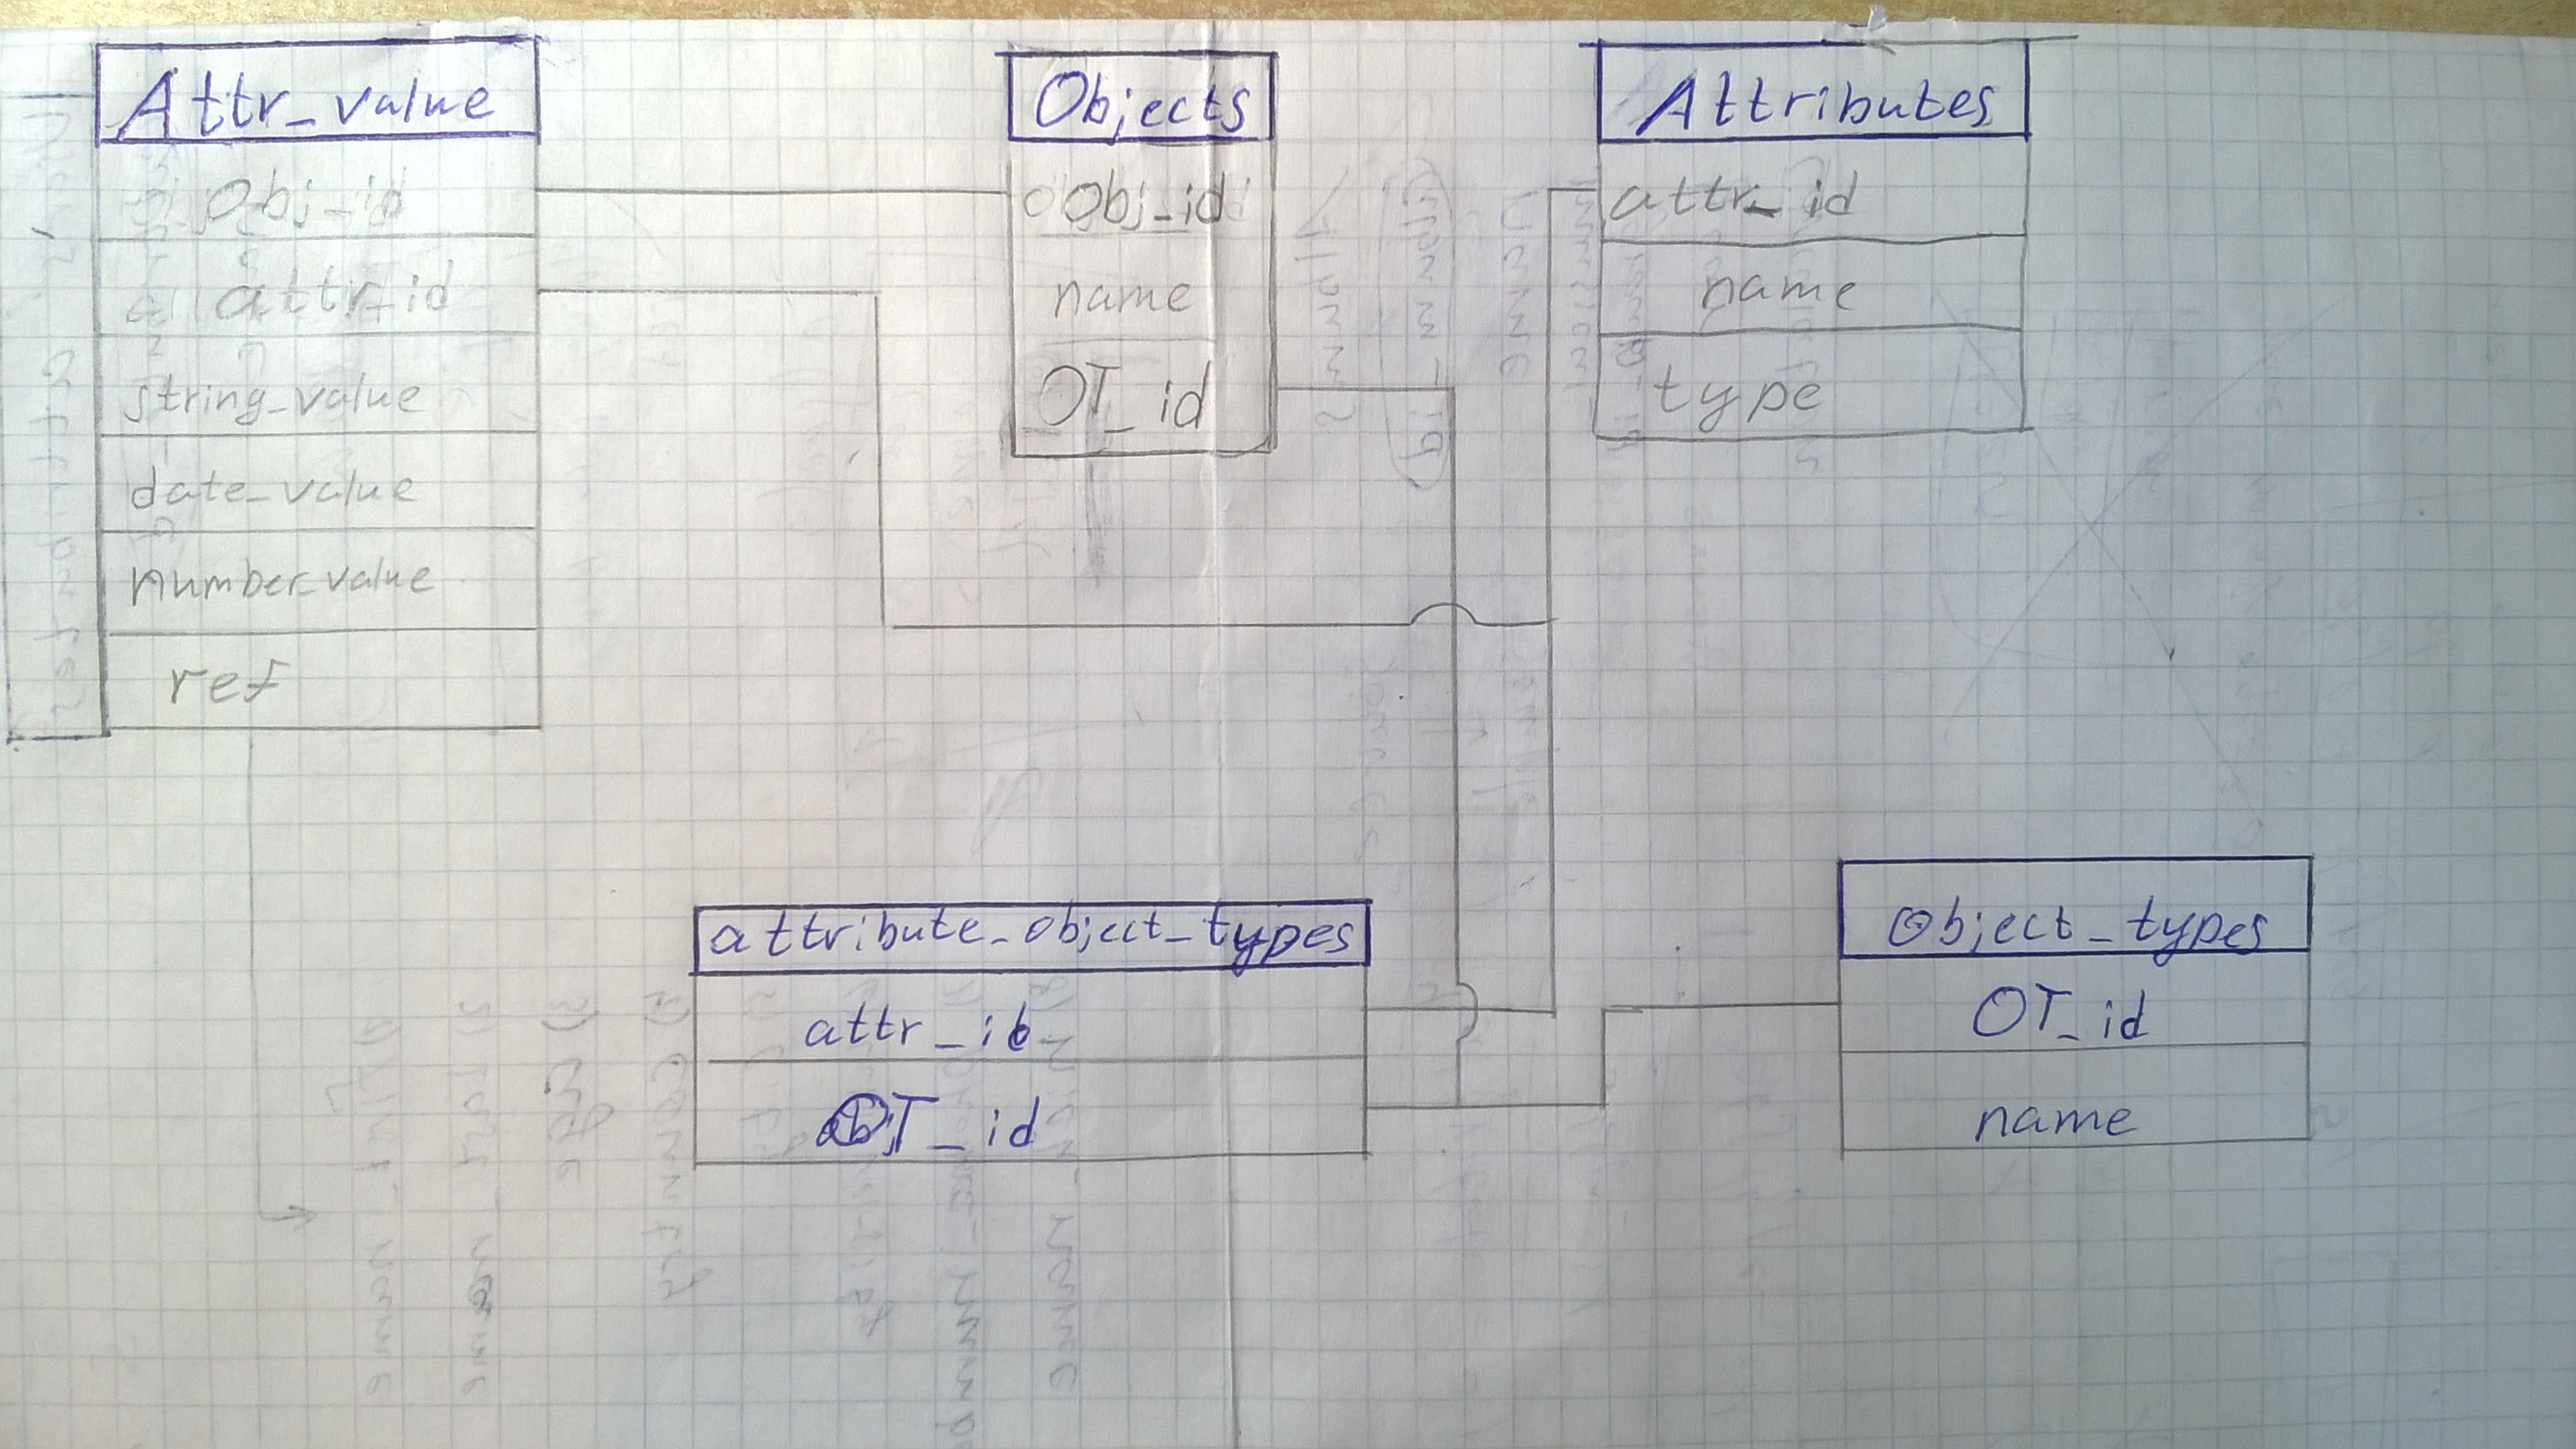 Attr_value
Obj_id
attr_id
string_value
date_value
number_value
ref
Objects
Obj_id
name
OT_id
Attributes
attr_id
name
type
attribute_object_types
attr_id
OT_id
Object_types
OT_id
name